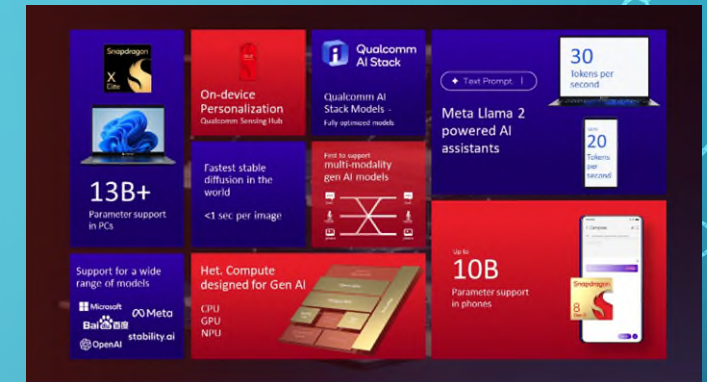 Snapdragon
X
Elite
13B+
Parameter support
in PCs
On-device
Personalization
Qualcomm Sensing Hub
Qualcomm
AI Stack
Qualcomm AI
Stack Models -
Fully optimized models
Text Prompt.
Meta Llama 2
powered AI
assistants
30
Tokens per
second
20
Tokens
per
second
Fastest stable
diffusion in the
world
<1 sec per image
First to support
multi-modality
gen AI models
Support for a wide
range of models
Microsoft
Meta
Bai 百度
stability.ai
OpenAI
Het. Compute
designed for Gen AI
CPU
GPU
NPU
Up to
10B
Parameter support
in phones
Compose
Snapdragon
8